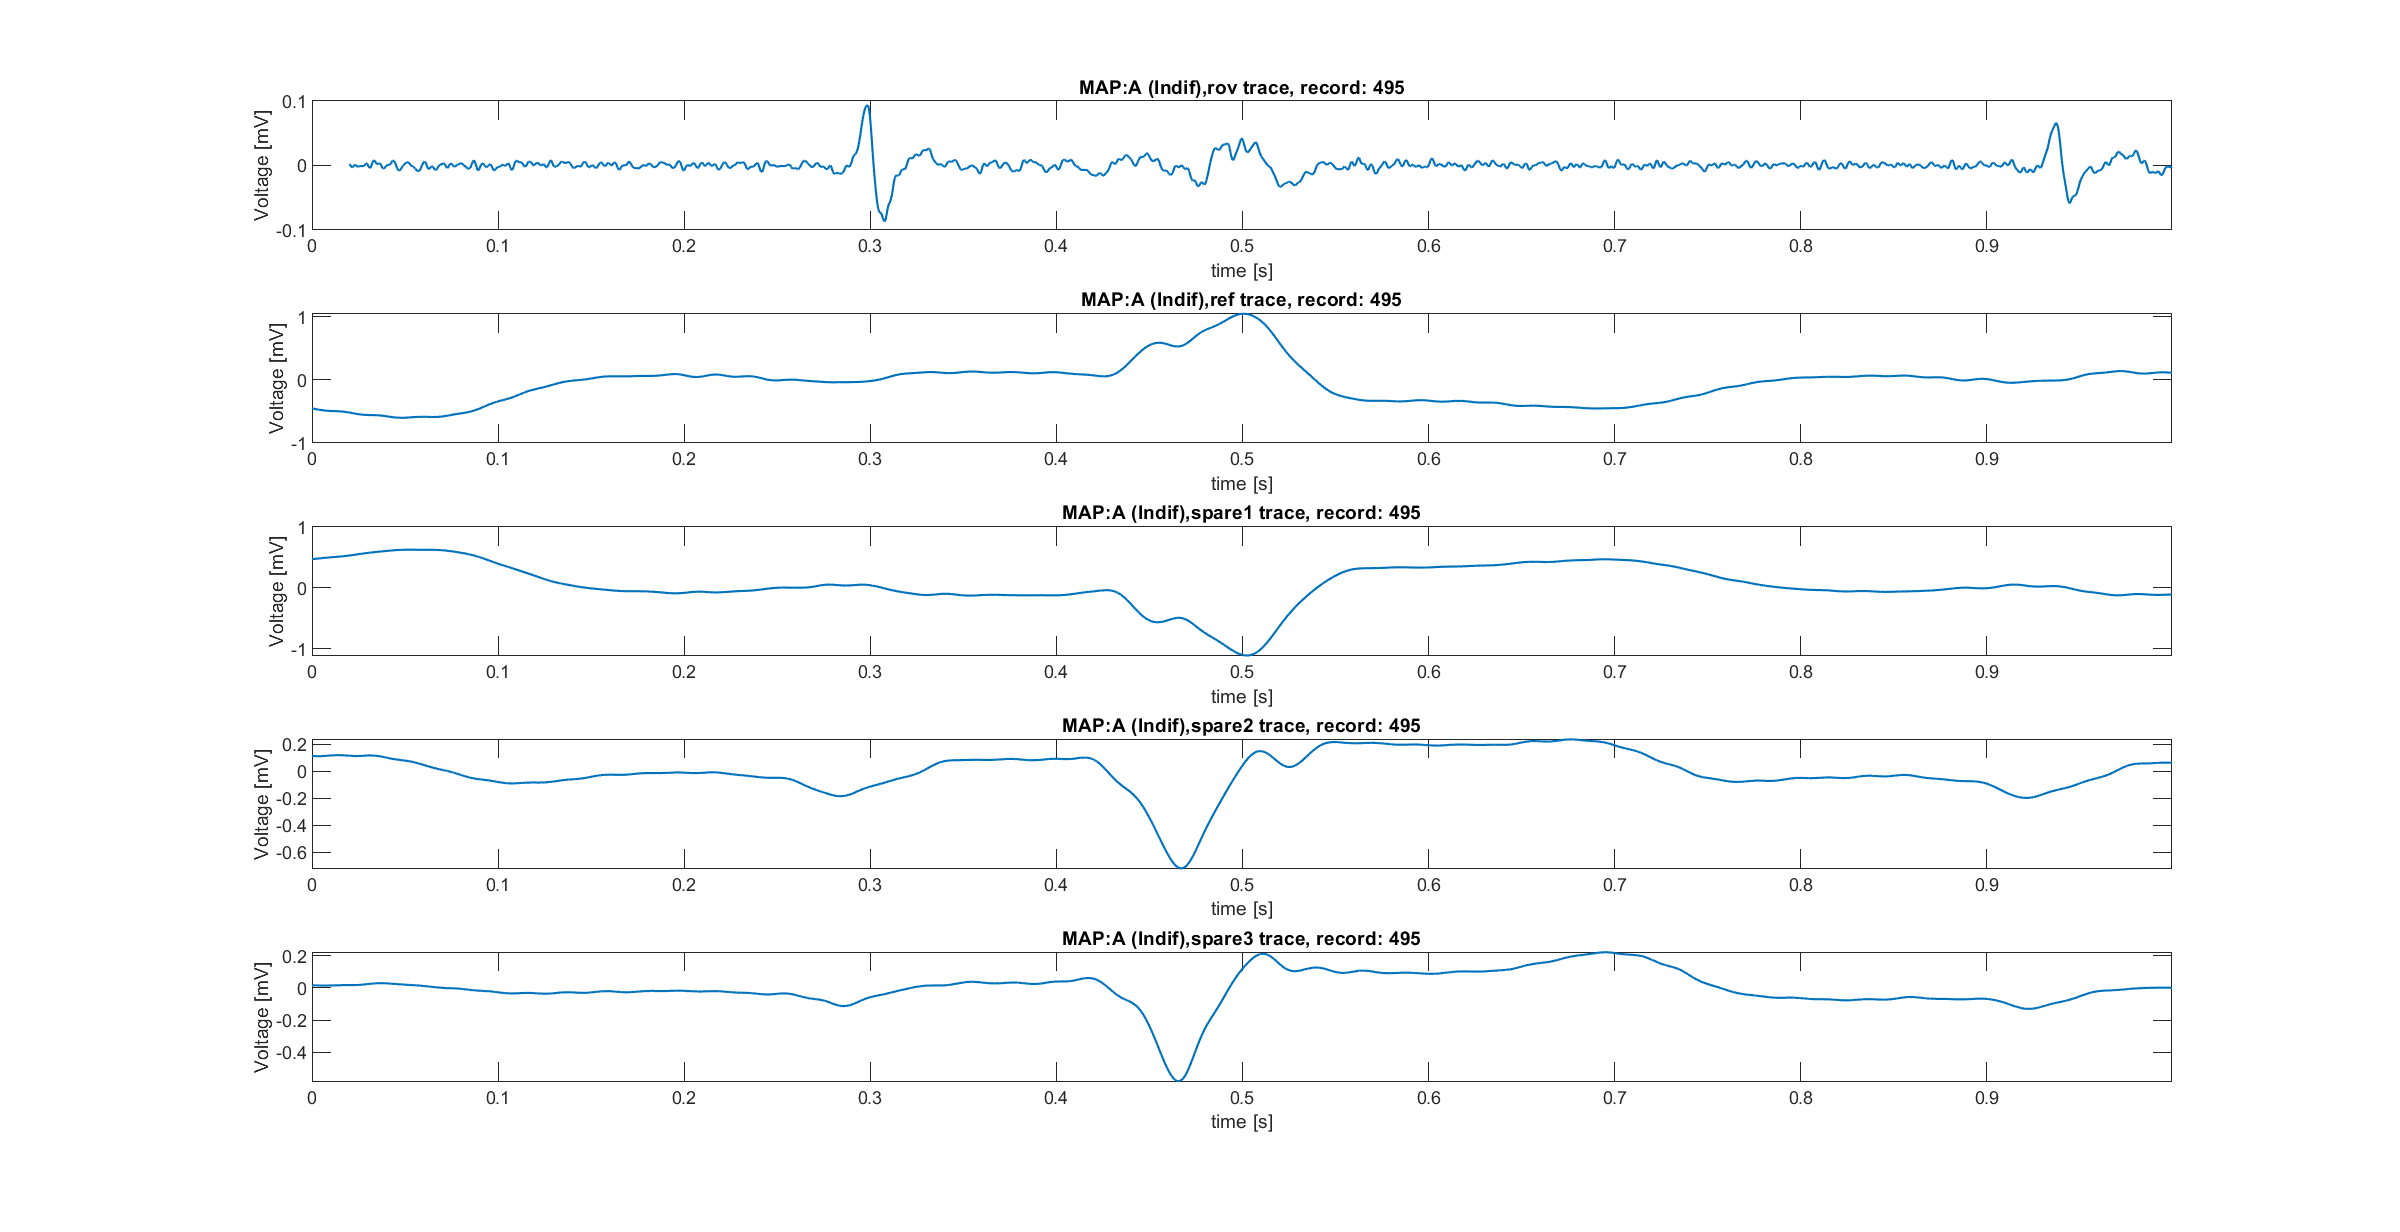 MAP:A (Indif),rov trace, record: 495
Voltage [mV]
0.1
0
-0.1
0 0.1 0.2 0.3 0.4 0.5 0.6 0.7 0.8 0.9
time [s]
MAP:A (Indif),ref trace, record: 495
Voltage [mV]
1
0
-1
0 0.1 0.2 0.3 0.4 0.5 0.6 0.7 0.8 0.9
time [s]
MAP:A (Indif),spare1 trace, record: 495
Voltage [mV]
1
0
-1
0 0.1 0.2 0.3 0.4 0.5 0.6 0.7 0.8 0.9
time [s]
MAP:A (Indif),spare2 trace, record: 495
Voltage [mV]
0.2
0
-0.2
-0.4
-0.6
0 0.1 0.2 0.3 0.4 0.5 0.6 0.7 0.8 0.9
time [s]
MAP:A (Indif),spare3 trace, record: 495
Voltage [mV]
0.2
0
-0.2
-0.4
0 0.1 0.2 0.3 0.4 0.5 0.6 0.7 0.8 0.9
time [s]